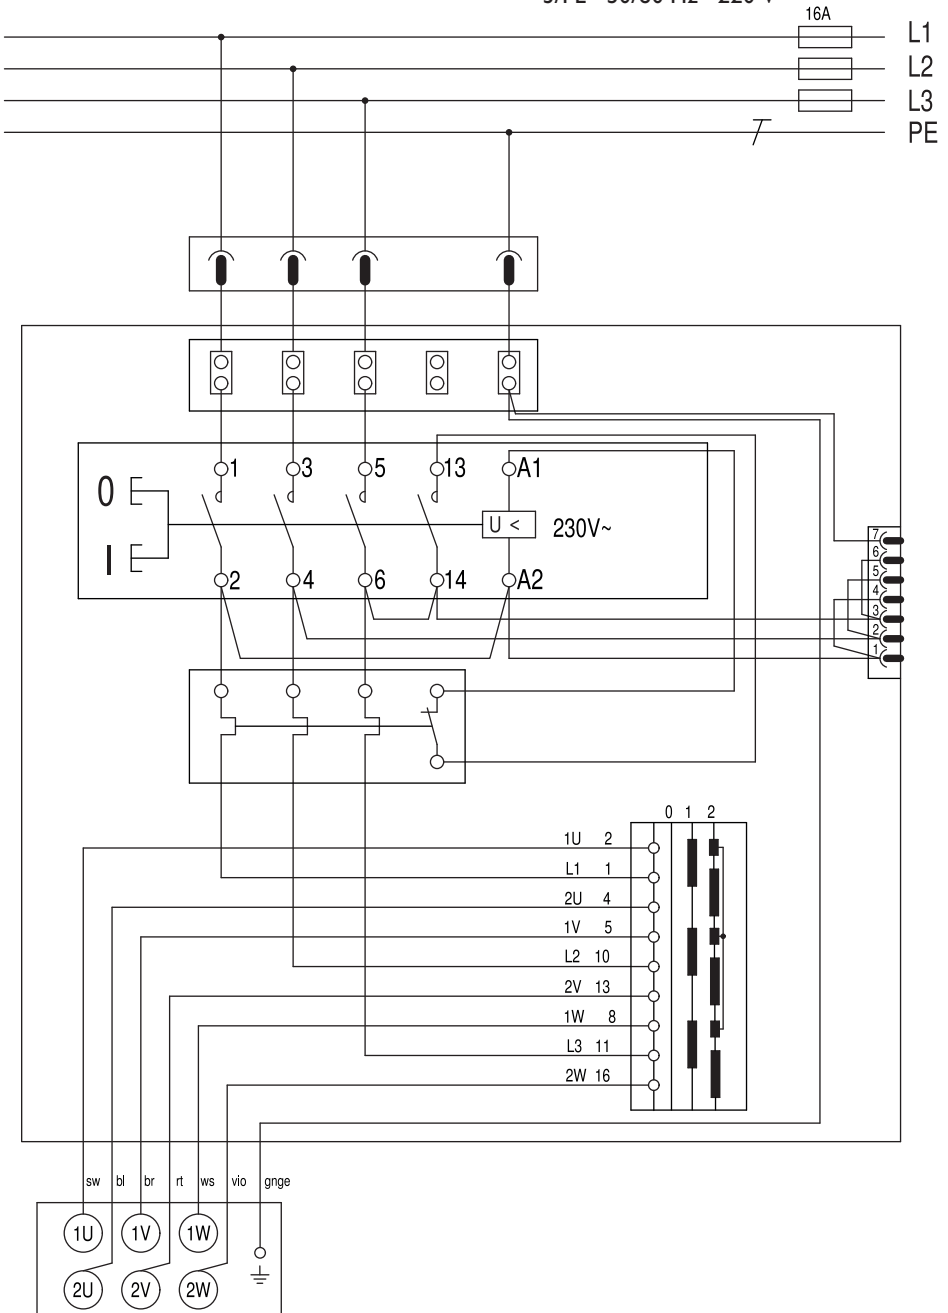 16A
L1
L2
L3
PE
1 3 5 13 A1
0
U < 230V~
I
2 4 6 14 A2
7
6
5
4
3
2
1
0 1 2
1U 2
L1 1
2U 4
1V 5
L2 10
2V 13
1W 8
L3 11
2W 16
sw bl br rt ws vio gnge
1U 1V 1W
2U 2V 2W